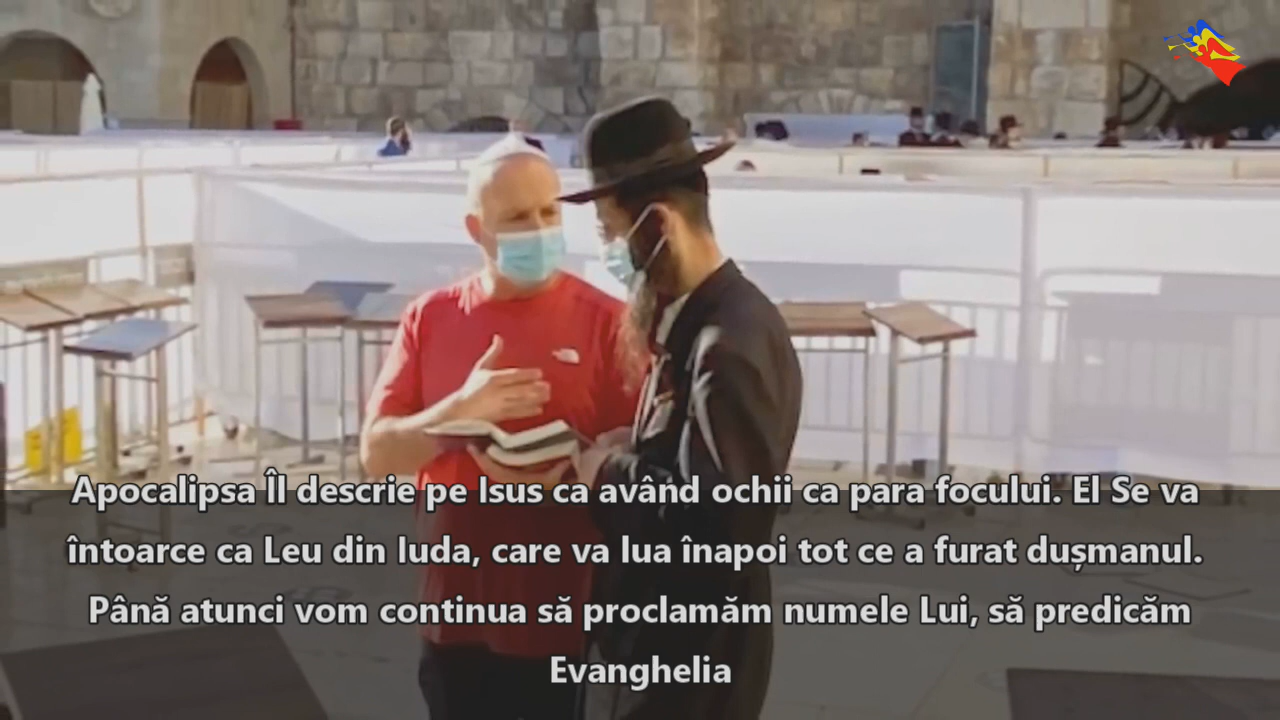 Apocalipsa Îl descrie pe Isus ca având ochii ca para focului. El Se va
întoarce ca Leu din Iuda, care va lua înapoi tot ce a furat dușmanul.
Până atunci vom continua să proclamăm numele Lui, să predicăm
Evanghelia